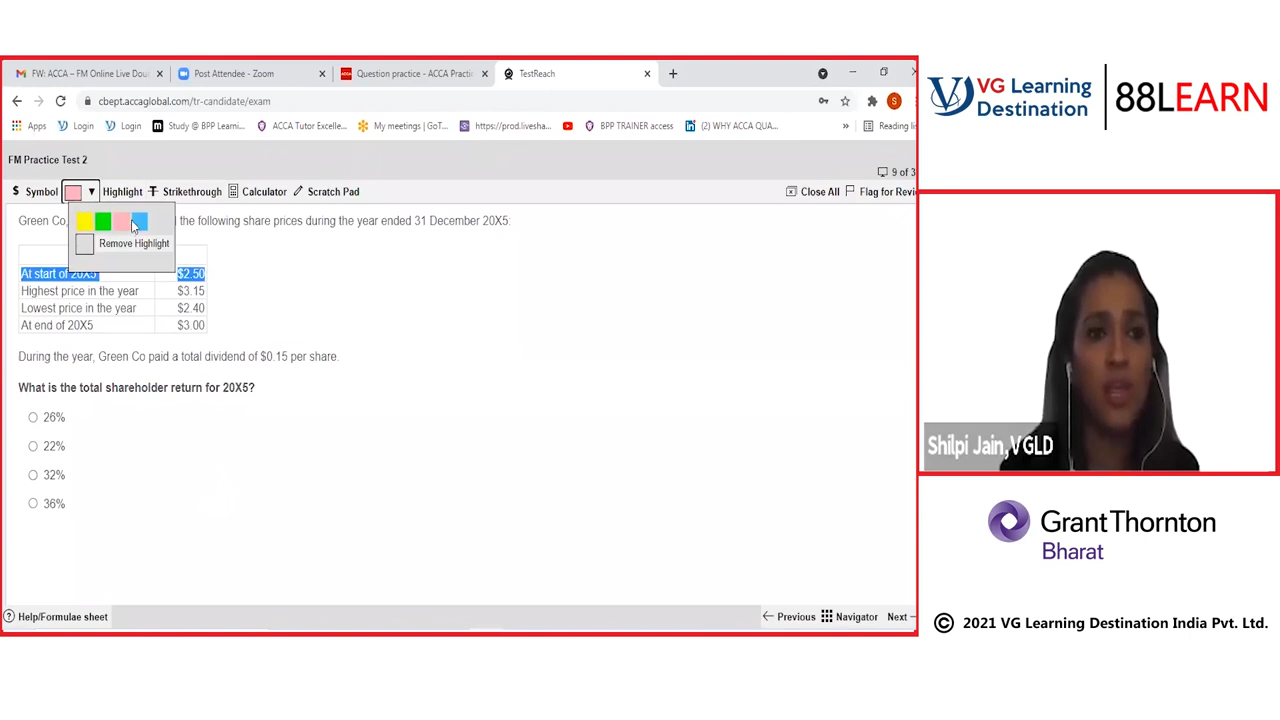 FW: ACCA – FM Online Live Dou
Post Attendee - Zoom
Question practice - ACCA Practi
TestReach
cbept.accaglobal.com/tr-candidate/exam
Apps
Login
Login
Study @ BPP Learni...
ACCA Tutor Excelle...
My meetings | GoT...
https://prod.livesha...
BPP TRAINER access
(2) WHY ACCA QUA...
»
Reading lis
FM Practice Test 2
9 of 3
$ Symbol
Highlight
Strikethrough
Calculator
Scratch Pad
Close All
Flag for Revi
Green Co,
the following share prices during the year ended 31 December 20X5:
Remove Highlight
At start of 20X5 $2.50
Highest price in the year $3.15
Lowest price in the year $2.40
At end of 20X5 $3.00
During the year, Green Co paid a total dividend of $0.15 per share.
What is the total shareholder return for 20X5?
26%
22%
32%
36%
Help/Formulae sheet
Previous
Navigator
Next
VG Learning
Destination
88LEARN
Shilpi Jain,VGLD
GrantThornton
Bharat
© 2021 VG Learning Destination India Pvt. Ltd.